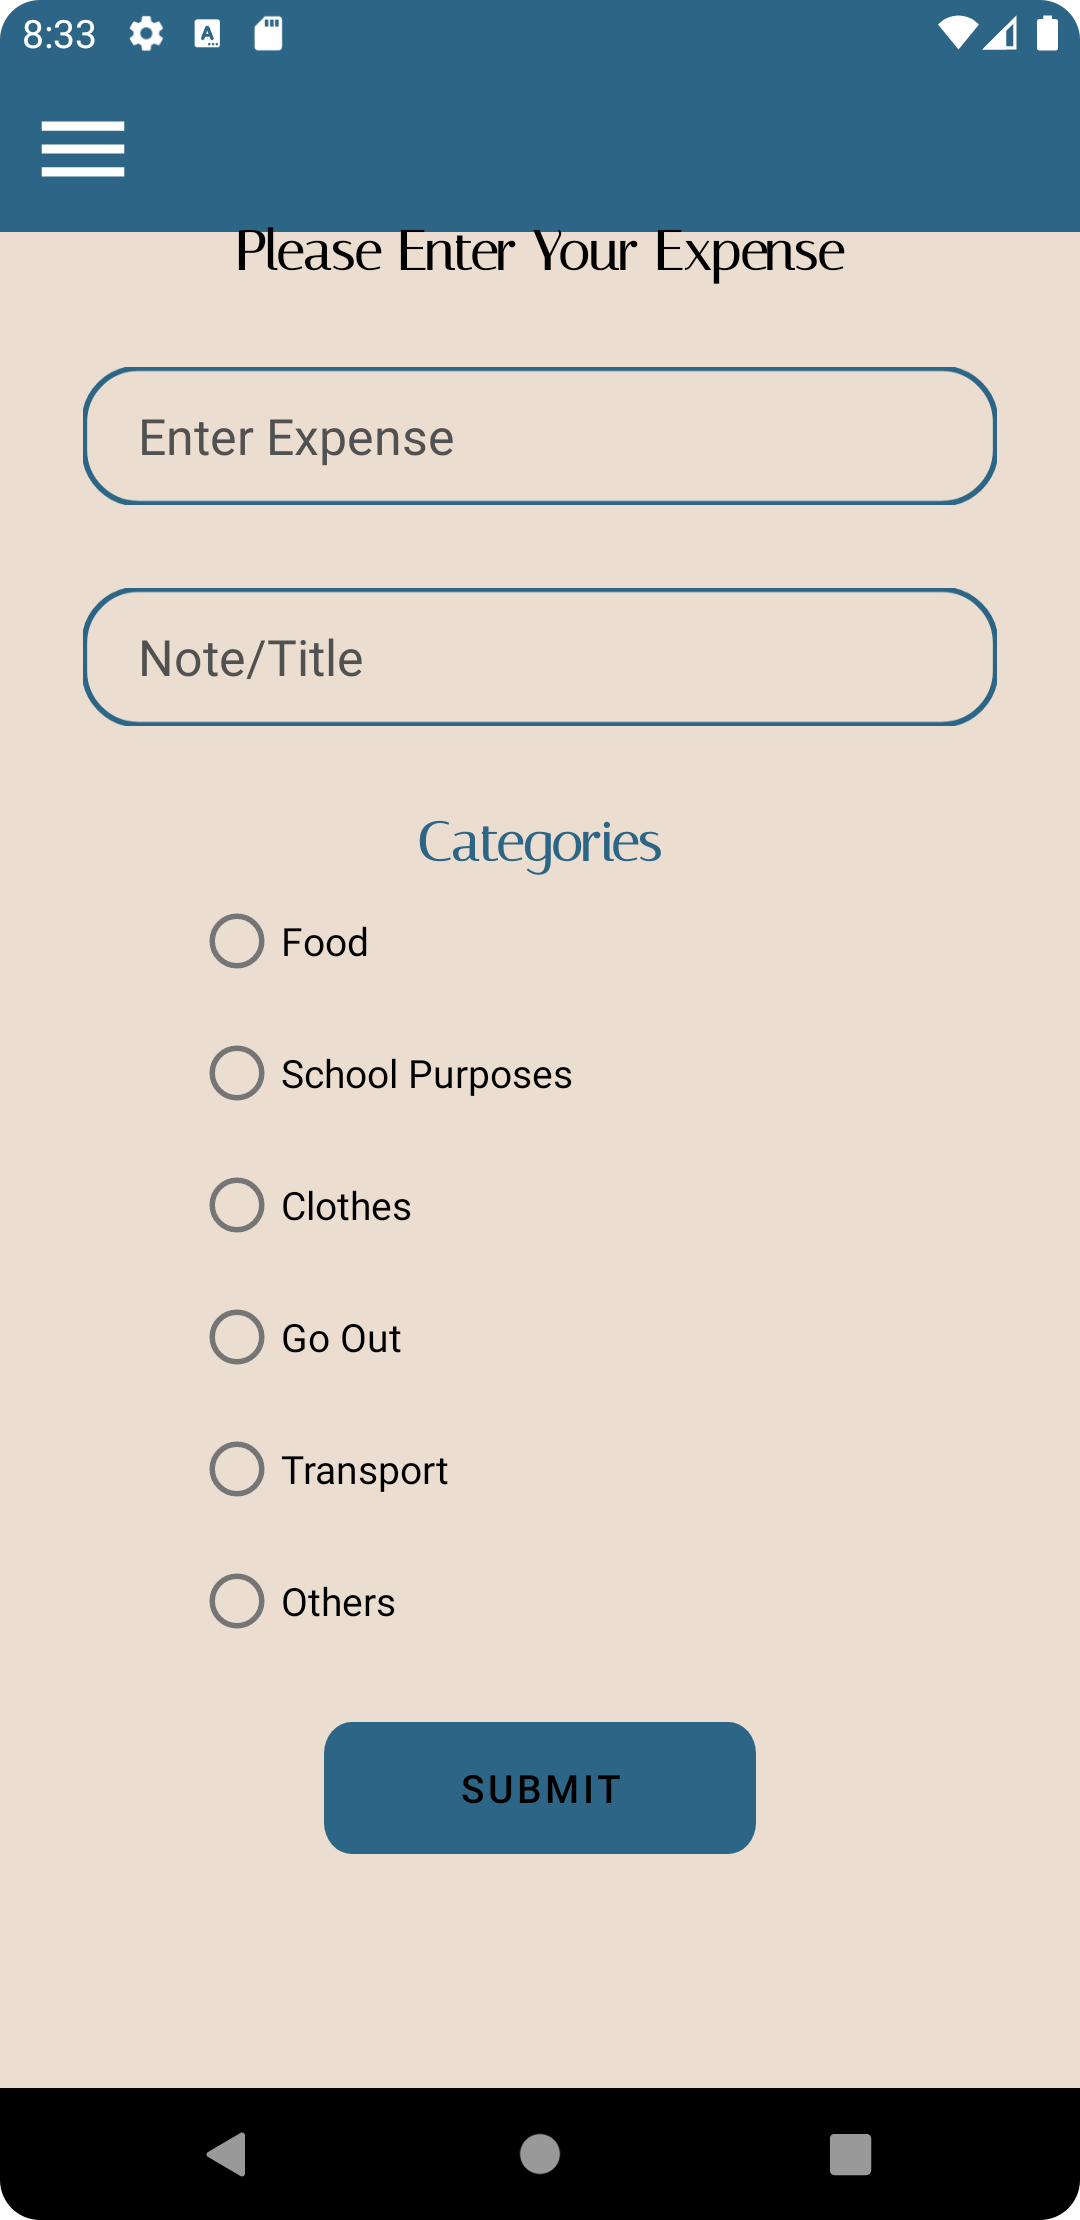 8:33
Please Enter Your Expense
Enter Expense
Note/Title
Categories
Food
School Purposes
Clothes
Go Out
Transport
Others
SUBMIT